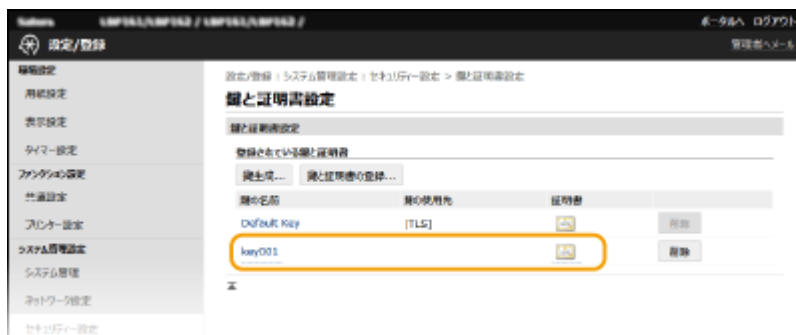 LBP161/LBP162 / LBP161/LBP162 /
ポータルへ ログアウト
設定/登録
管理者へメール
環境設定
用紙設定
表示設定
タイマー設定
ファンクション設定
共通設定
プリンター設定
システム管理設定
システム管理
ネットワーク設定
セキュリティー設定
設定/登録 : システム管理設定 : セキュリティー設定 > 鍵と証明書設定
鍵と証明書設定
鍵と証明書設定
登録されている鍵と証明書
鍵生成... 鍵と証明書の登録...
鍵の名前 鍵の使用先 証明書
Default Key [TLS] 削除
key001 削除